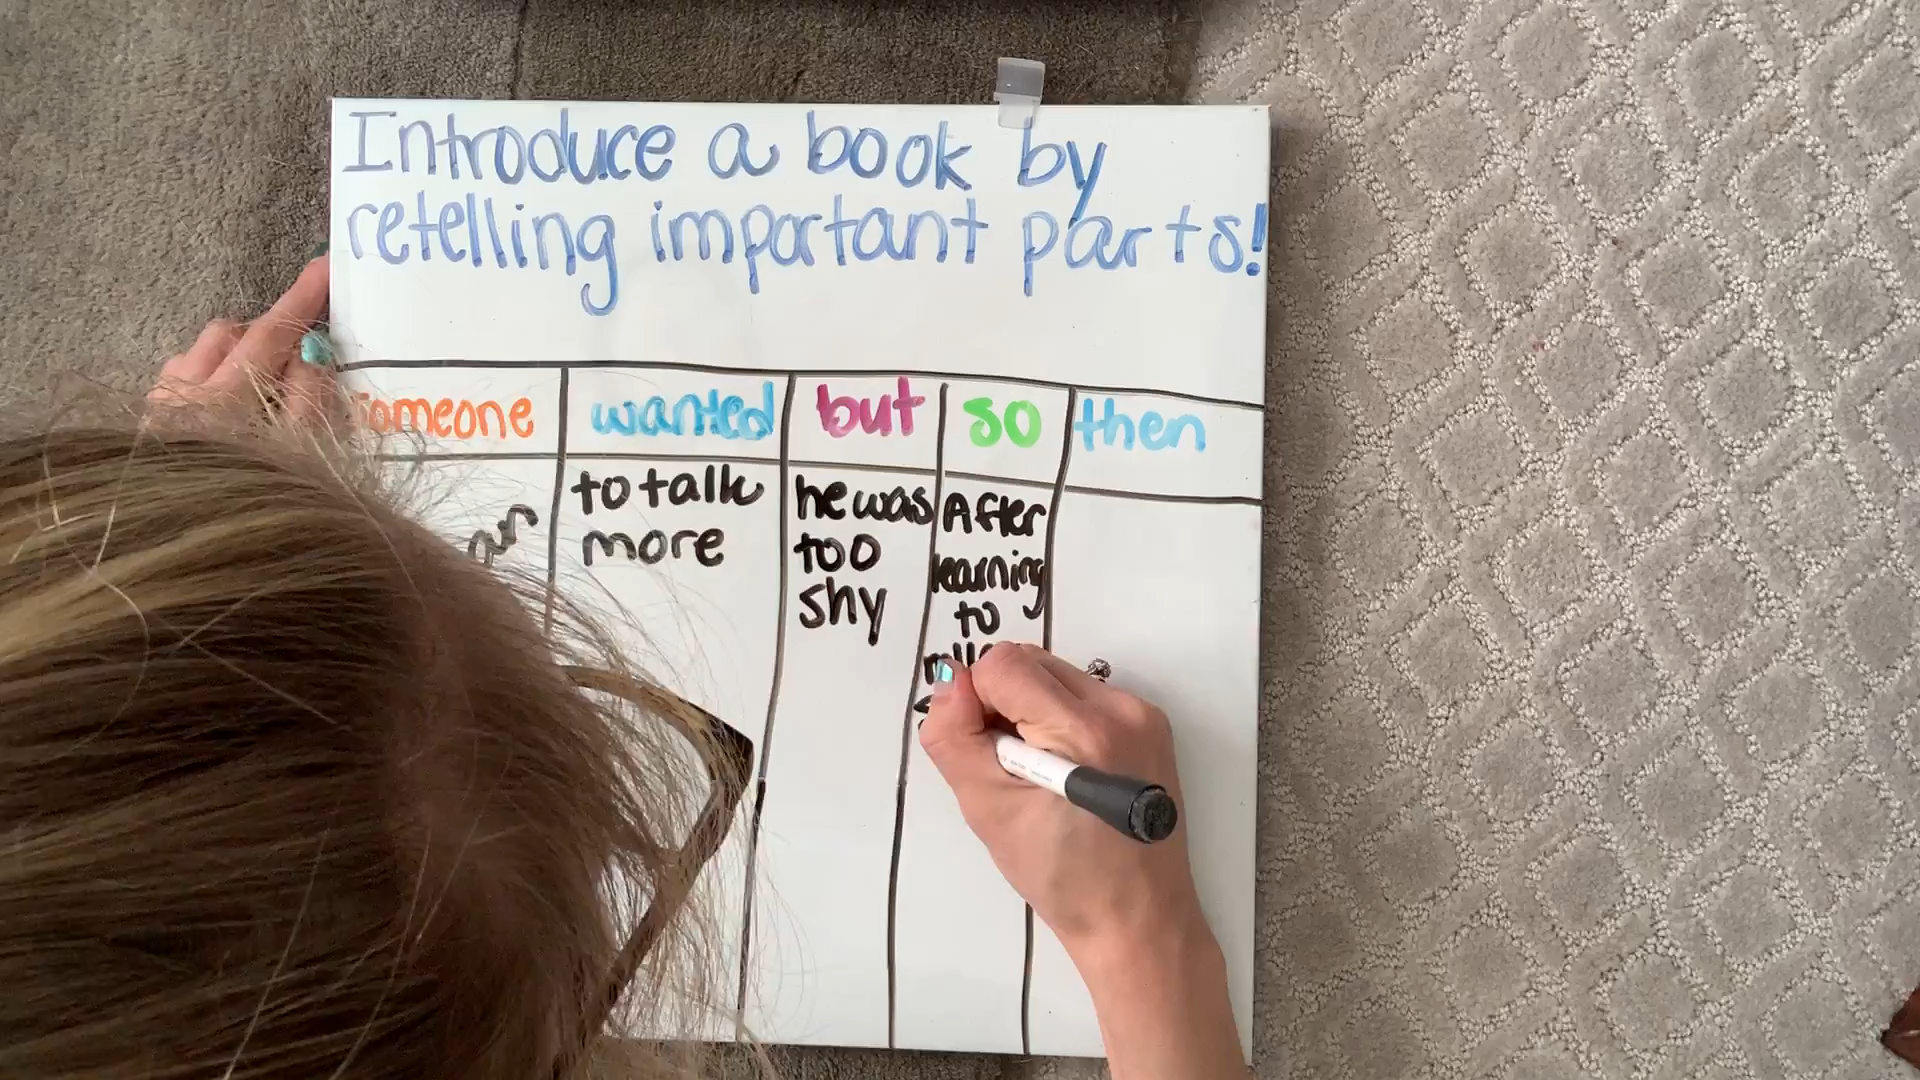 Introduce a book by
retelling important parts!
someone wanted but so then
to talk
more
he was
too
shy
After
learning
to